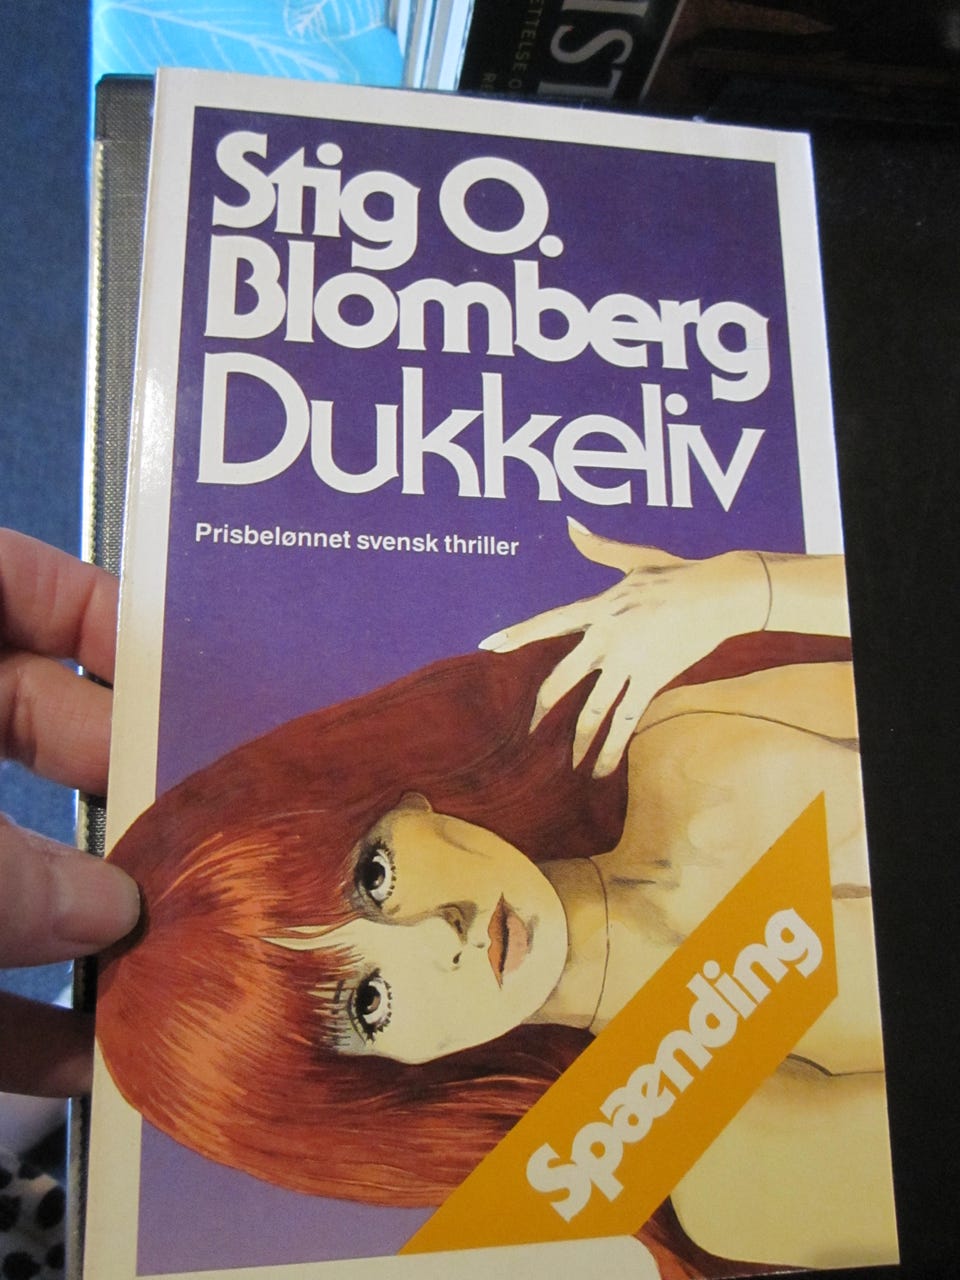 Stig O.
Blomberg
Dukkeliv
Prisbelønnet svensk thriller
Spænding